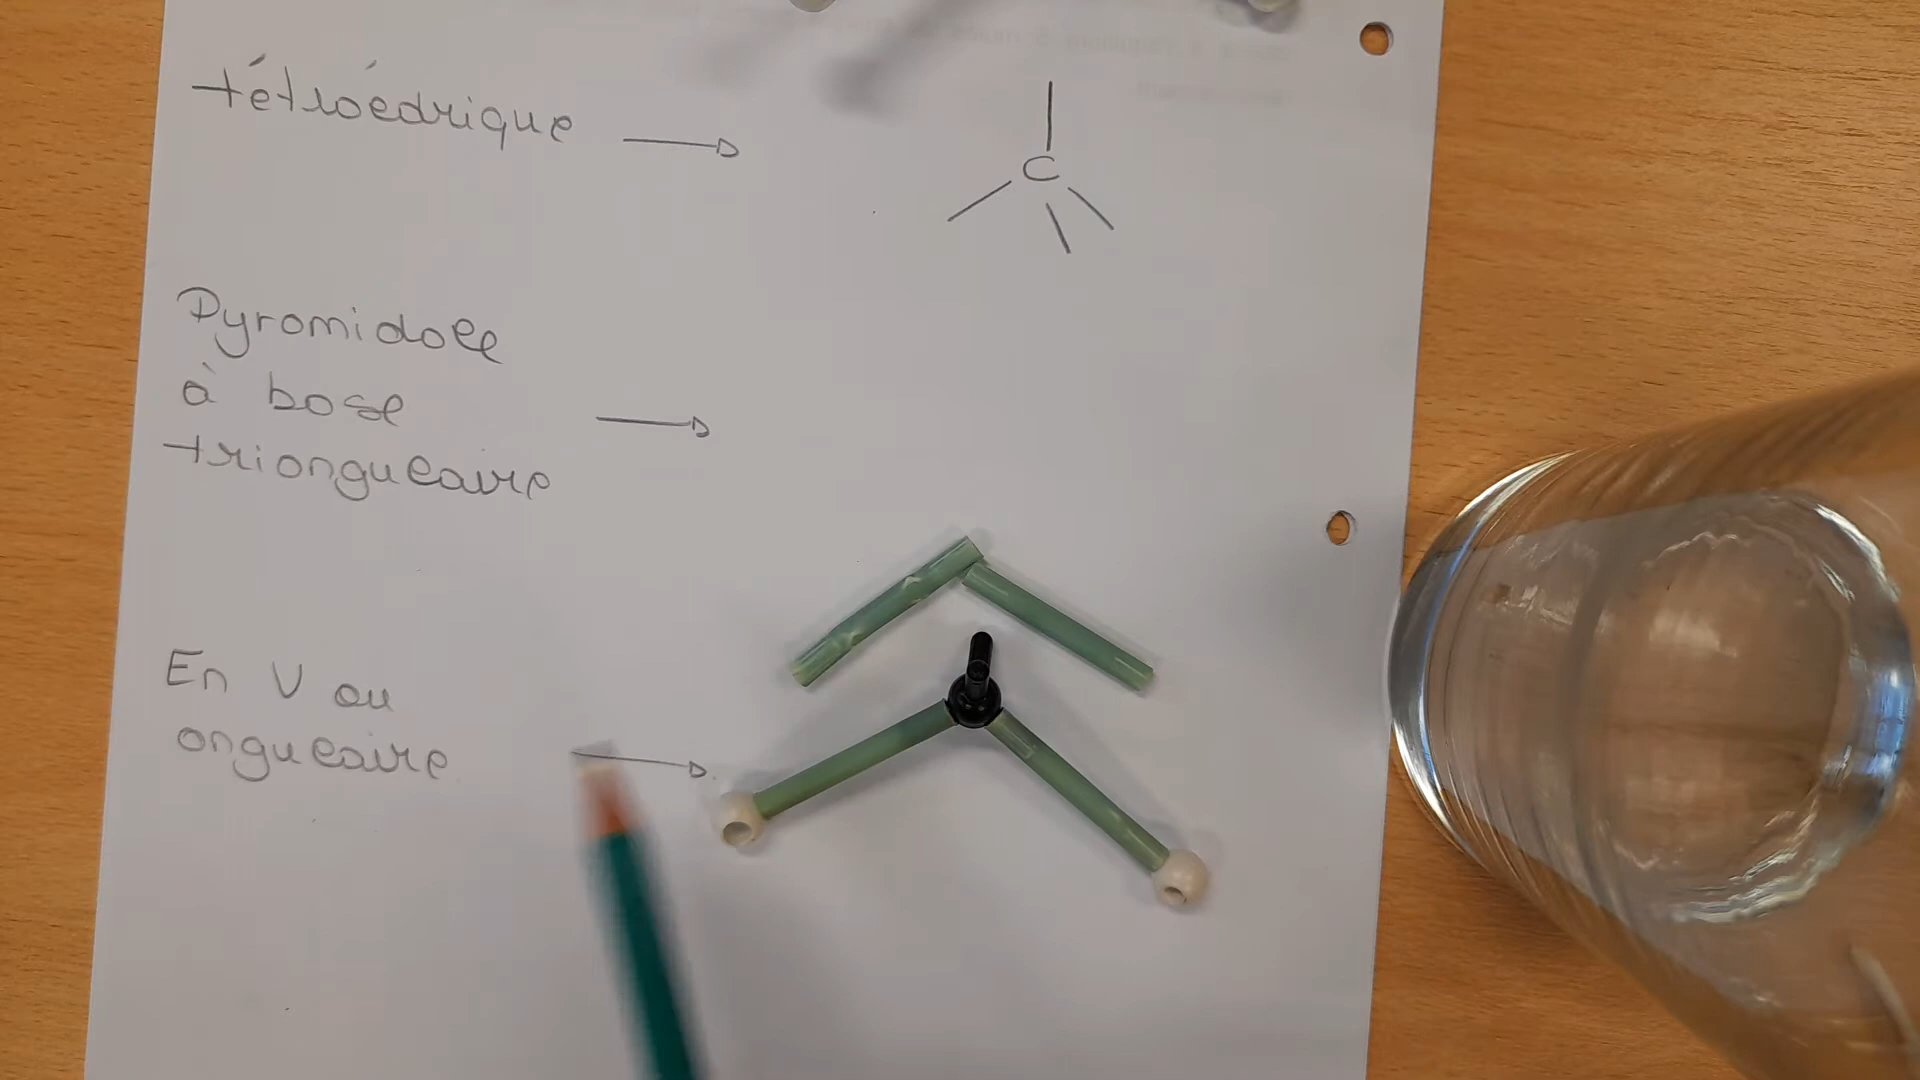 tétraédrique
C
Pyramidale
à base
triangulaire
En V ou
angulaire